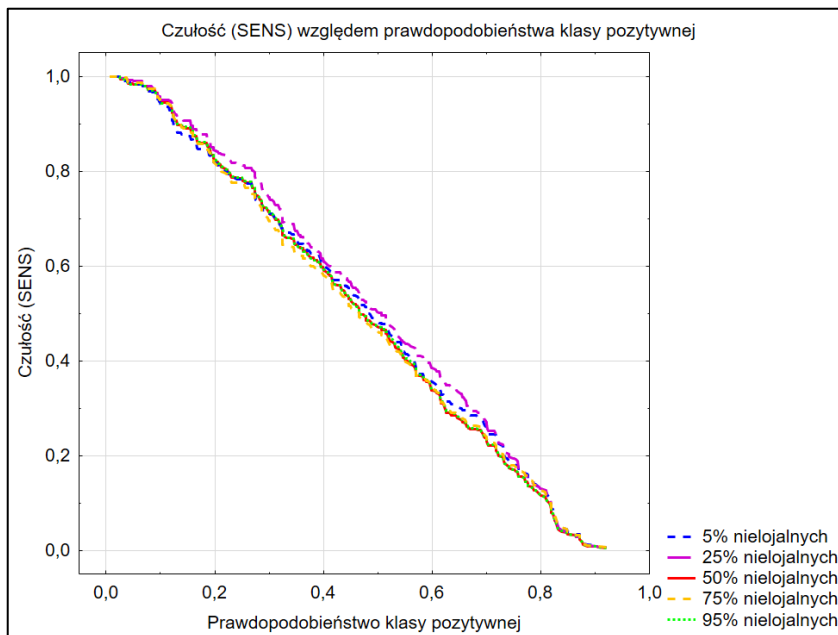 Czułość (SENS) względem prawdopodobieństwa klasy pozytywnej
1,0
0,8
0,6
0,4
0,2
0,0
Czułość (SENS)
0,0 0,2 0,4 0,6 0,8 1,0
Prawdopodobieństwo klasy pozytywnej
5% nielojalnych
25% nielojalnych
50% nielojalnych
75% nielojalnych
95% nielojalnych